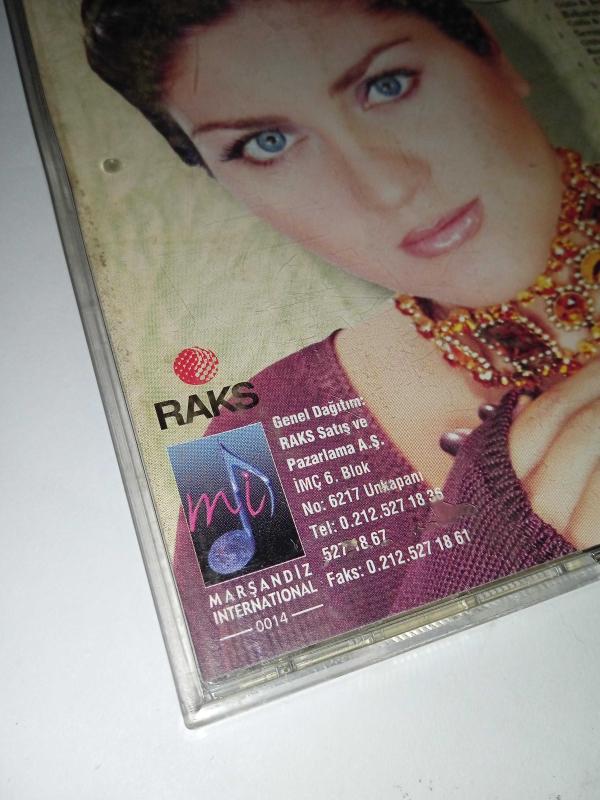 RAKS
Genel Dağıtım:
RAKS Satış ve
Pazarlama A.Ş.
İMÇ 6. Blok
No: 6217 Unkapanı
Tel: 0.212.527 18 36
527 18 67
Faks: 0.212.527 18 61
mi
MARŞANDİZ
INTERNATIONAL
0014